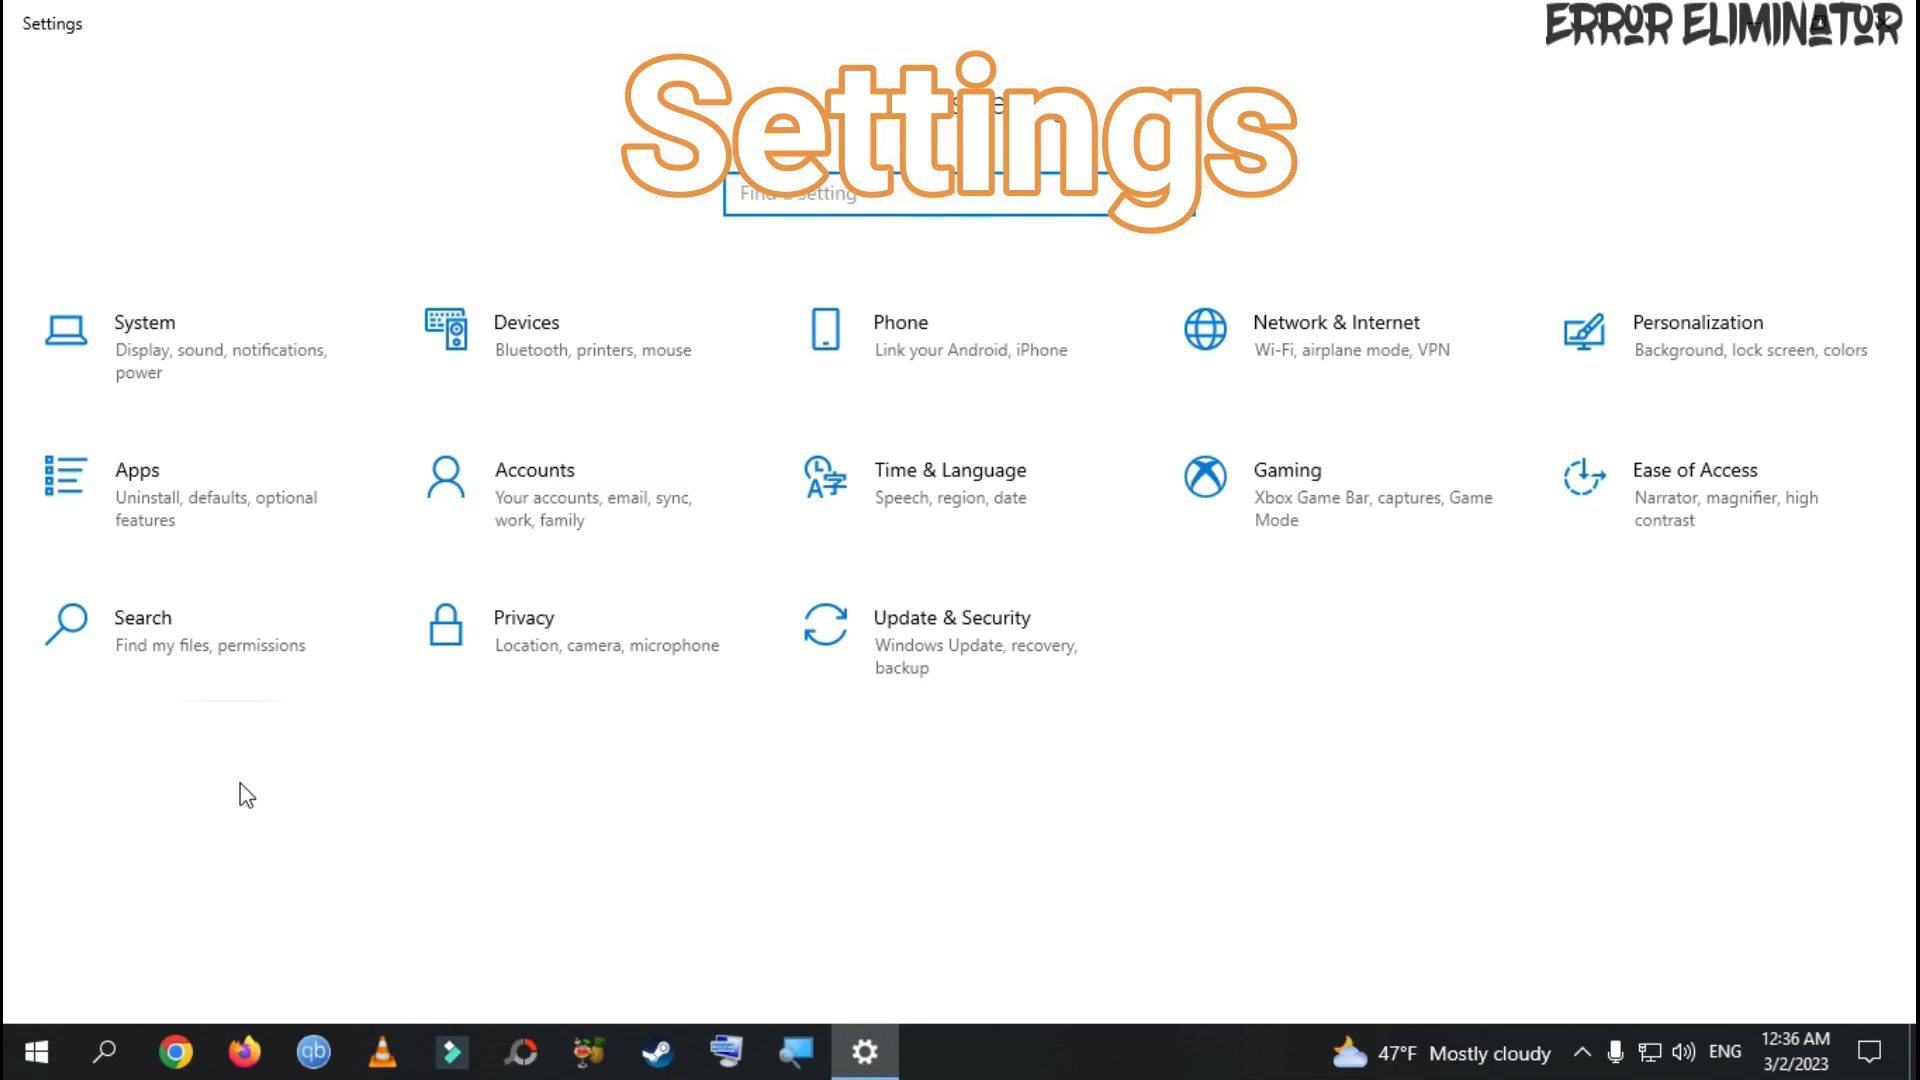 Settings
ERROR ELIMINATOR
Settings
Find a setting
System
Display, sound, notifications,
power
Devices
Bluetooth, printers, mouse
Phone
Link your Android, iPhone
Network & Internet
Wi-Fi, airplane mode, VPN
Personalization
Background, lock screen, colors
Apps
Uninstall, defaults, optional
features
Accounts
Your accounts, email, sync,
work, family
Time & Language
Speech, region, date
Gaming
Xbox Game Bar, captures, Game
Mode
Ease of Access
Narrator, magnifier, high
contrast
Search
Find my files, permissions
Privacy
Location, camera, microphone
Update & Security
Windows Update, recovery,
backup
qb
47°F Mostly cloudy
ENG
12:36 AM
3/2/2023